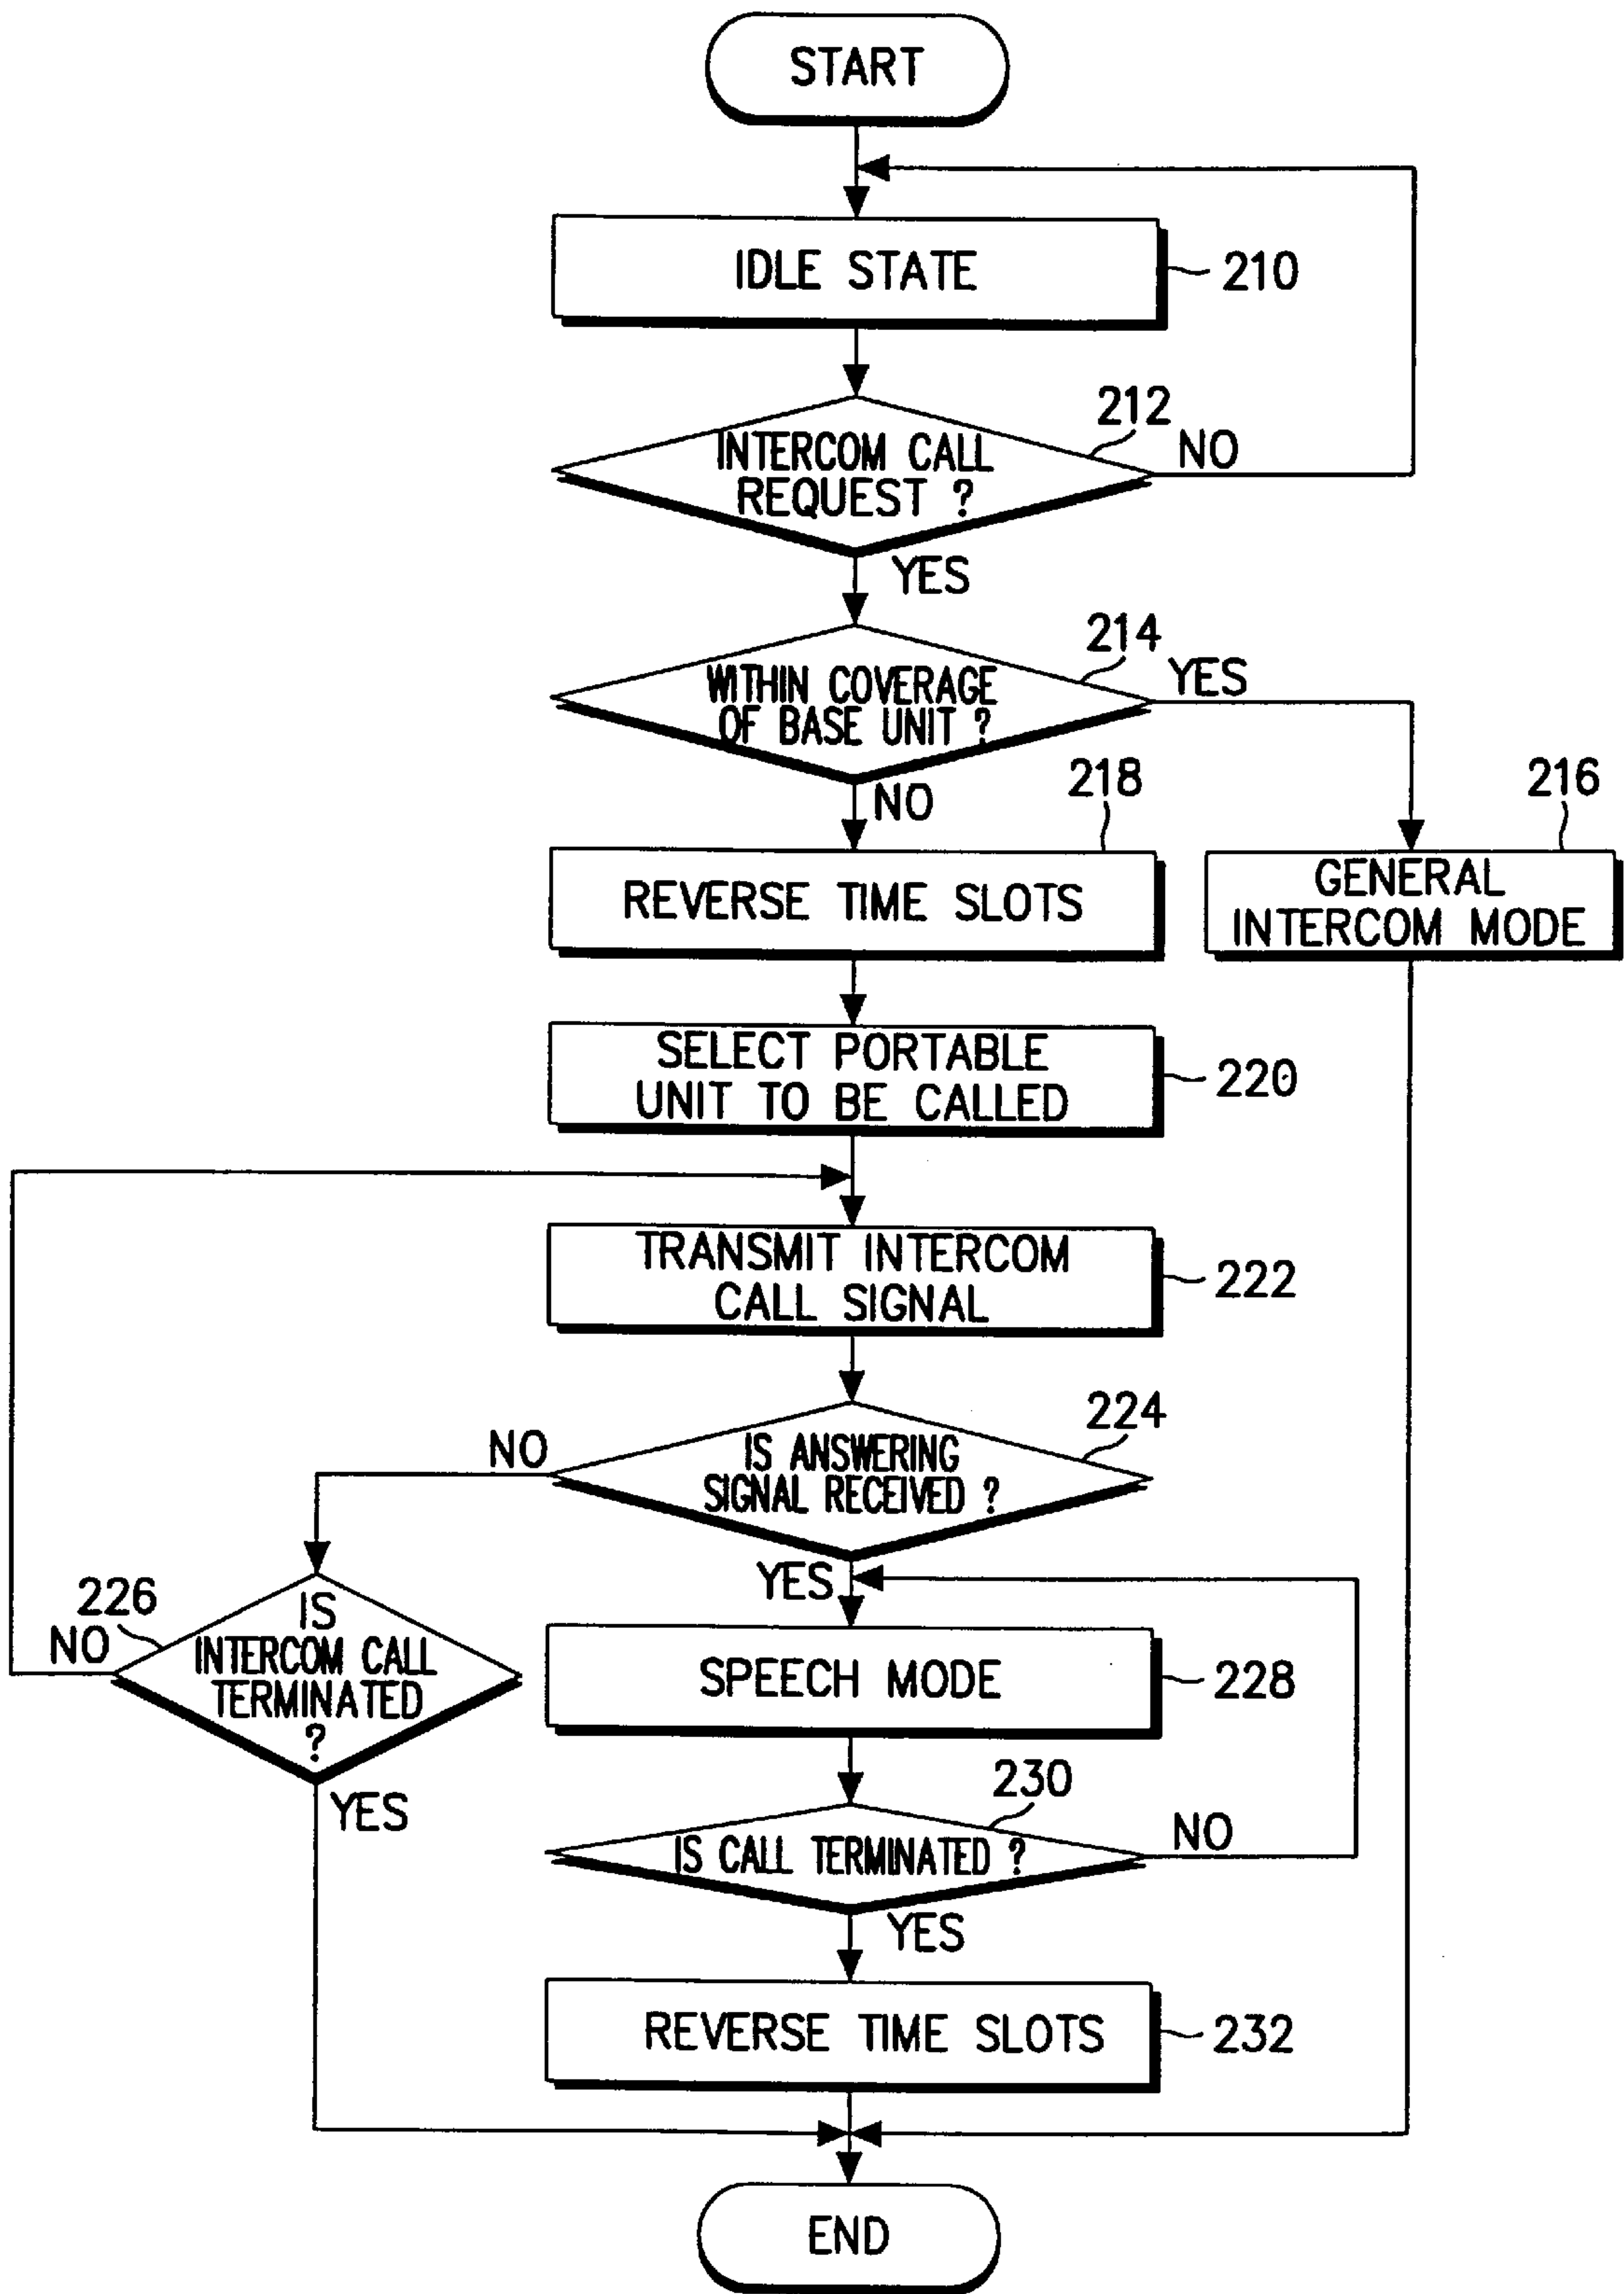 START
IDLE STATE
210
212
INTERCOM CALL
REQUEST ?
NO
YES
214
WITHIN COVERAGE
OF BASE UNIT ?
YES
NO
218
216
REVERSE TIME SLOTS
GENERAL
INTERCOM MODE
SELECT PORTABLE
UNIT TO BE CALLED
220
TRANSMIT INTERCOM
CALL SIGNAL
222
224
NO
IS ANSWERING
SIGNAL RECEIVED ?
YES
226
NO
IS
INTERCOM CALL
TERMINATED
?
YES
SPEECH MODE
228
230
IS CALL TERMINATED ?
NO
YES
REVERSE TIME SLOTS
232
END